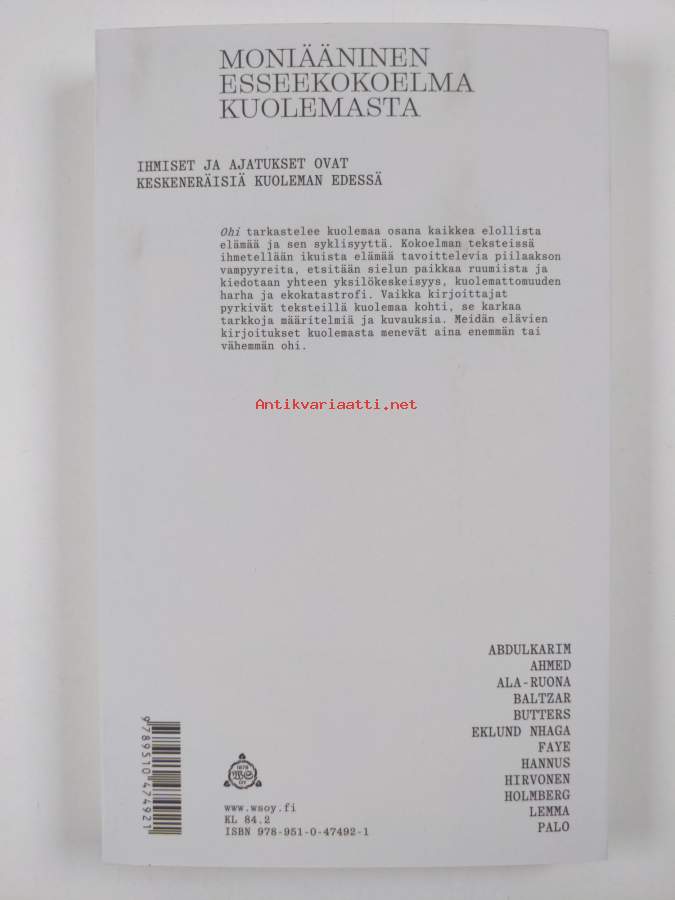 MONIÄÄNINEN
ESSEEKOKOELMA
KUOLEMASTA
IHMISET JA AJATUKSET OVAT
KESKENERÄISIÄ KUOLEMAN EDESSÄ
Ohi tarkastelee kuolemaa osana kaikkea elollista
elämää ja sen syklisyyttä. Kokoelman teksteissä
ihmetellään ikuista elämää tavoittelevia piilaakson
vampyyreita, etsitään sielun paikkaa ruumiista ja
kiedotaan yhteen yksilökeskeisyys, kuolemattomuuden
harha ja ekokatastrofi. Vaikka kirjoittajat
pyrkivät teksteillä kuolemaa kohti, se karkaa
tarkkoja määritelmiä ja kuvauksia. Meidän elävien
kirjoitukset kuolemasta menevät aina enemmän tai
vähemmän ohi.
Antikvariaatti.net
ABDULKARIM
AHMED
ALA-RUONA
BALTZAR
BUTTERS
EKLUND NHAGA
FAYE
HANNUS
HIRVONEN
HOLMBERG
LEMMA
PALO
9789510474921
1878
WS
OY
www.wsoy.fi
KL 84.2
ISBN 978-951-0-47492-1